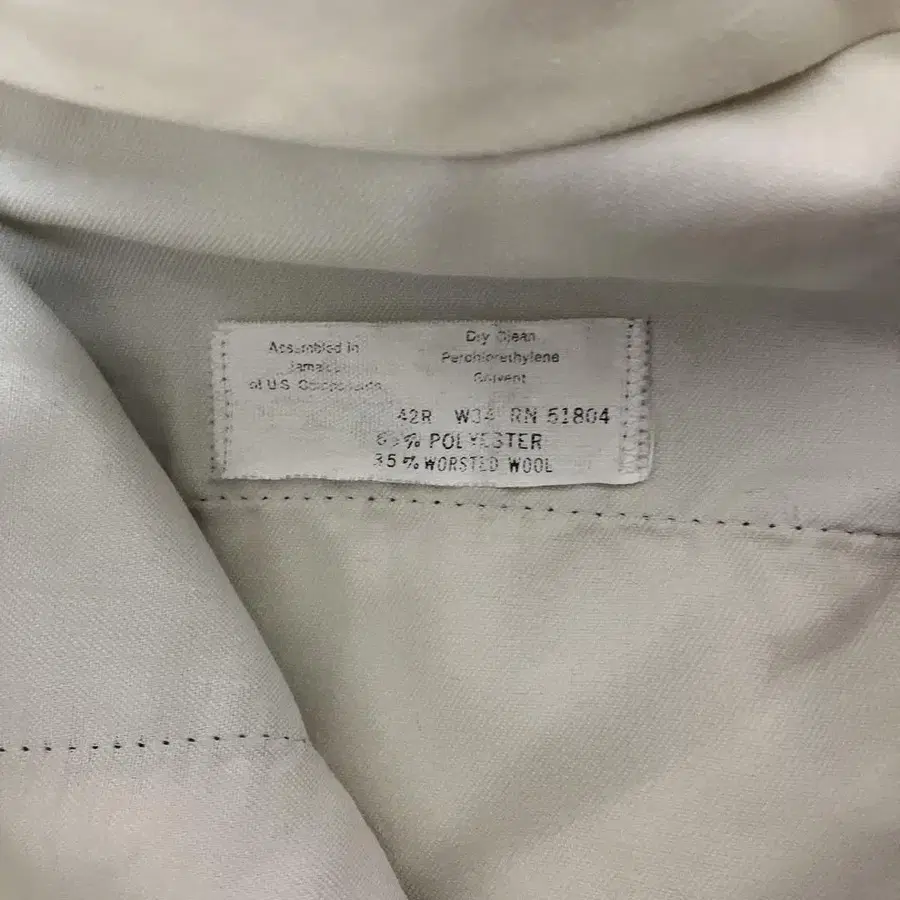 Assembled in
Jamaica
of U.S. Components
Dry Clean
Perchlorethylene
Solvent
42R W34 RN 51804
65% POLYESTER
35% WORSTED WOOL